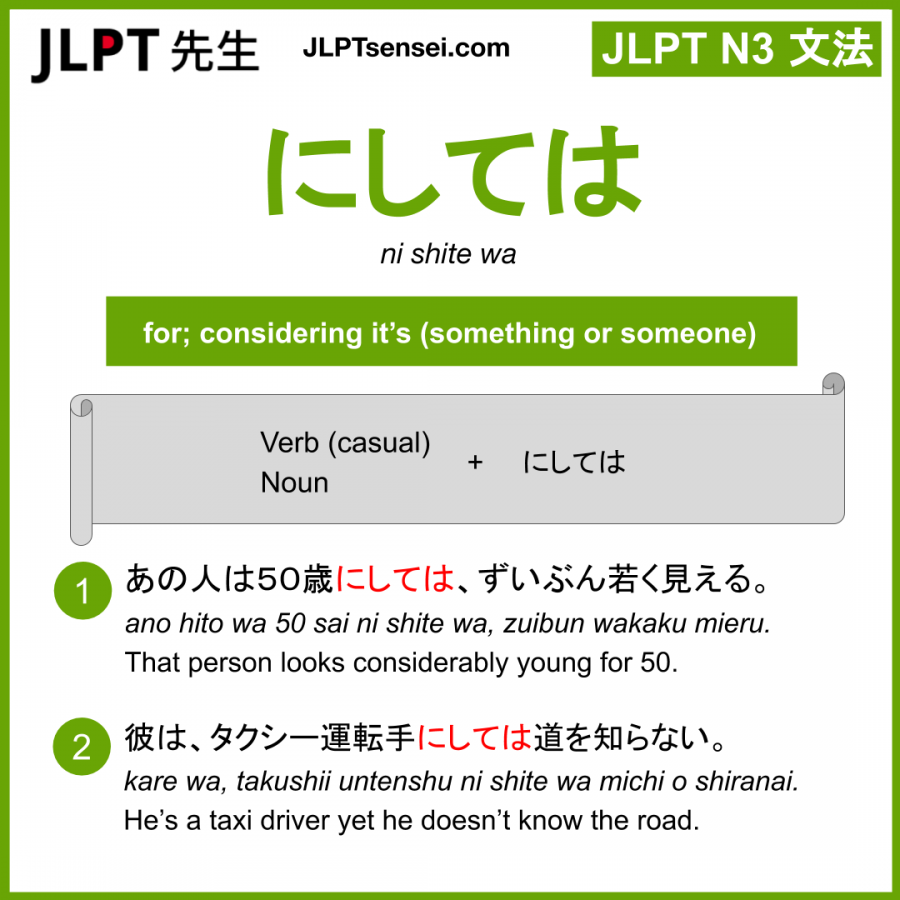 JLPT 先生
JLPTsensei.com
JLPT N3 文法
にしては
ni shite wa
for; considering it’s (something or someone)
Verb (casual)
Noun
+ にしては
1 あの人は５０歳にしては、ずいぶん若く見える。
ano hito wa 50 sai ni shite wa, zuibun wakaku mieru.
That person looks considerably young for 50.
2 彼は、タクシー運転手にしては道を知らない。
kare wa, takushii untenshu ni shite wa michi o shiranai.
He’s a taxi driver yet he doesn’t know the road.